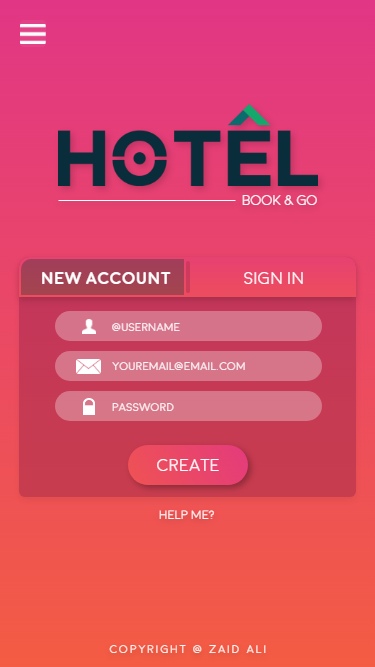 HOTEL
BOOK & GO
NEW ACCOUNT SIGN IN
@USERNAME
YOUREMAIL@EMAIL.COM
PASSWORD
CREATE
HELP ME?
COPYRIGHT @ ZAID ALI